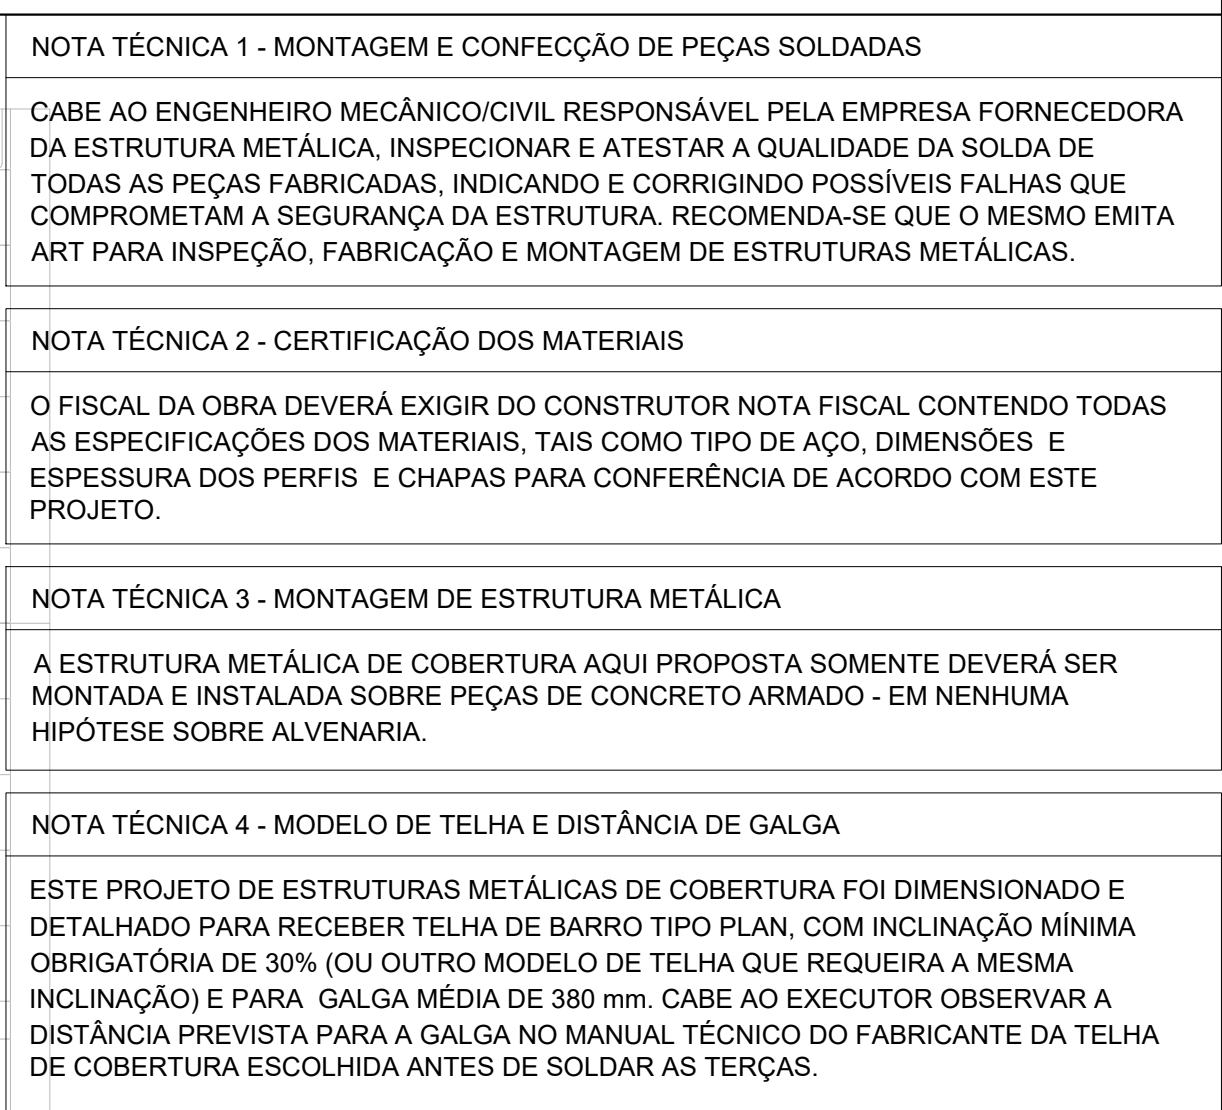 NOTA TÉCNICA 1 - MONTAGEM E CONFECÇÃO DE PEÇAS SOLDADAS
CABE AO ENGENHEIRO MECÂNICO/CIVIL RESPONSÁVEL PELA EMPRESA FORNECEDORA
DA ESTRUTURA METÁLICA, INSPECIONAR E ATESTAR A QUALIDADE DA SOLDA DE
TODAS AS PEÇAS FABRICADAS, INDICANDO E CORRIGINDO POSSÍVEIS FALHAS QUE
COMPROMETAM A SEGURANÇA DA ESTRUTURA. RECOMENDA-SE QUE O MESMO EMITA
ART PARA INSPEÇÃO, FABRICAÇÃO E MONTAGEM DE ESTRUTURAS METÁLICAS.
NOTA TÉCNICA 2 - CERTIFICAÇÃO DOS MATERIAIS
O FISCAL DA OBRA DEVERÁ EXIGIR DO CONSTRUTOR NOTA FISCAL CONTENDO TODAS
AS ESPECIFICAÇÕES DOS MATERIAIS, TAIS COMO TIPO DE AÇO, DIMENSÕES  E
ESPESSURA DOS PERFIS  E CHAPAS PARA CONFERÊNCIA DE ACORDO COM ESTE
PROJETO.
NOTA TÉCNICA 3 - MONTAGEM DE ESTRUTURA METÁLICA
A ESTRUTURA METÁLICA DE COBERTURA AQUI PROPOSTA SOMENTE DEVERÁ SER
MONTADA E INSTALADA SOBRE PEÇAS DE CONCRETO ARMADO - EM NENHUMA
HIPÓTESE SOBRE ALVENARIA.
NOTA TÉCNICA 4 - MODELO DE TELHA E DISTÂNCIA DE GALGA
ESTE PROJETO DE ESTRUTURAS METÁLICAS DE COBERTURA FOI DIMENSIONADO E
DETALHADO PARA RECEBER TELHA DE BARRO TIPO PLAN, COM INCLINAÇÃO MÍNIMA
OBRIGATÓRIA DE 30% (OU OUTRO MODELO DE TELHA QUE REQUEIRA A MESMA
INCLINAÇÃO) E PARA  GALGA MÉDIA DE 380 mm. CABE AO EXECUTOR OBSERVAR A
DISTÂNCIA PREVISTA PARA A GALGA NO MANUAL TÉCNICO DO FABRICANTE DA TELHA
DE COBERTURA ESCOLHIDA ANTES DE SOLDAR AS TERÇAS.